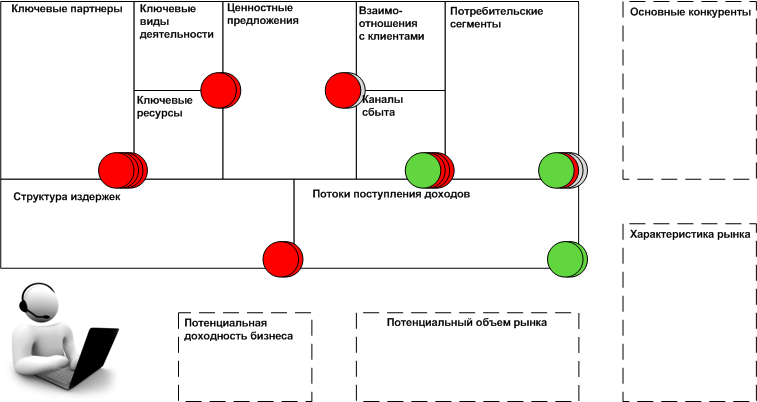 Ключевые партнеры
Ключевые
виды
деятельности
Ценностные
предложения
Взаимо-
отношения
с клиентами
Потребительские
сегменты
Основные конкуренты
Ключевые
ресурсы
Каналы
сбыта
Структура издержек
Потоки поступления доходов
Характеристика рынка
Потенциальная
доходность бизнеса
Потенциальный объем рынка